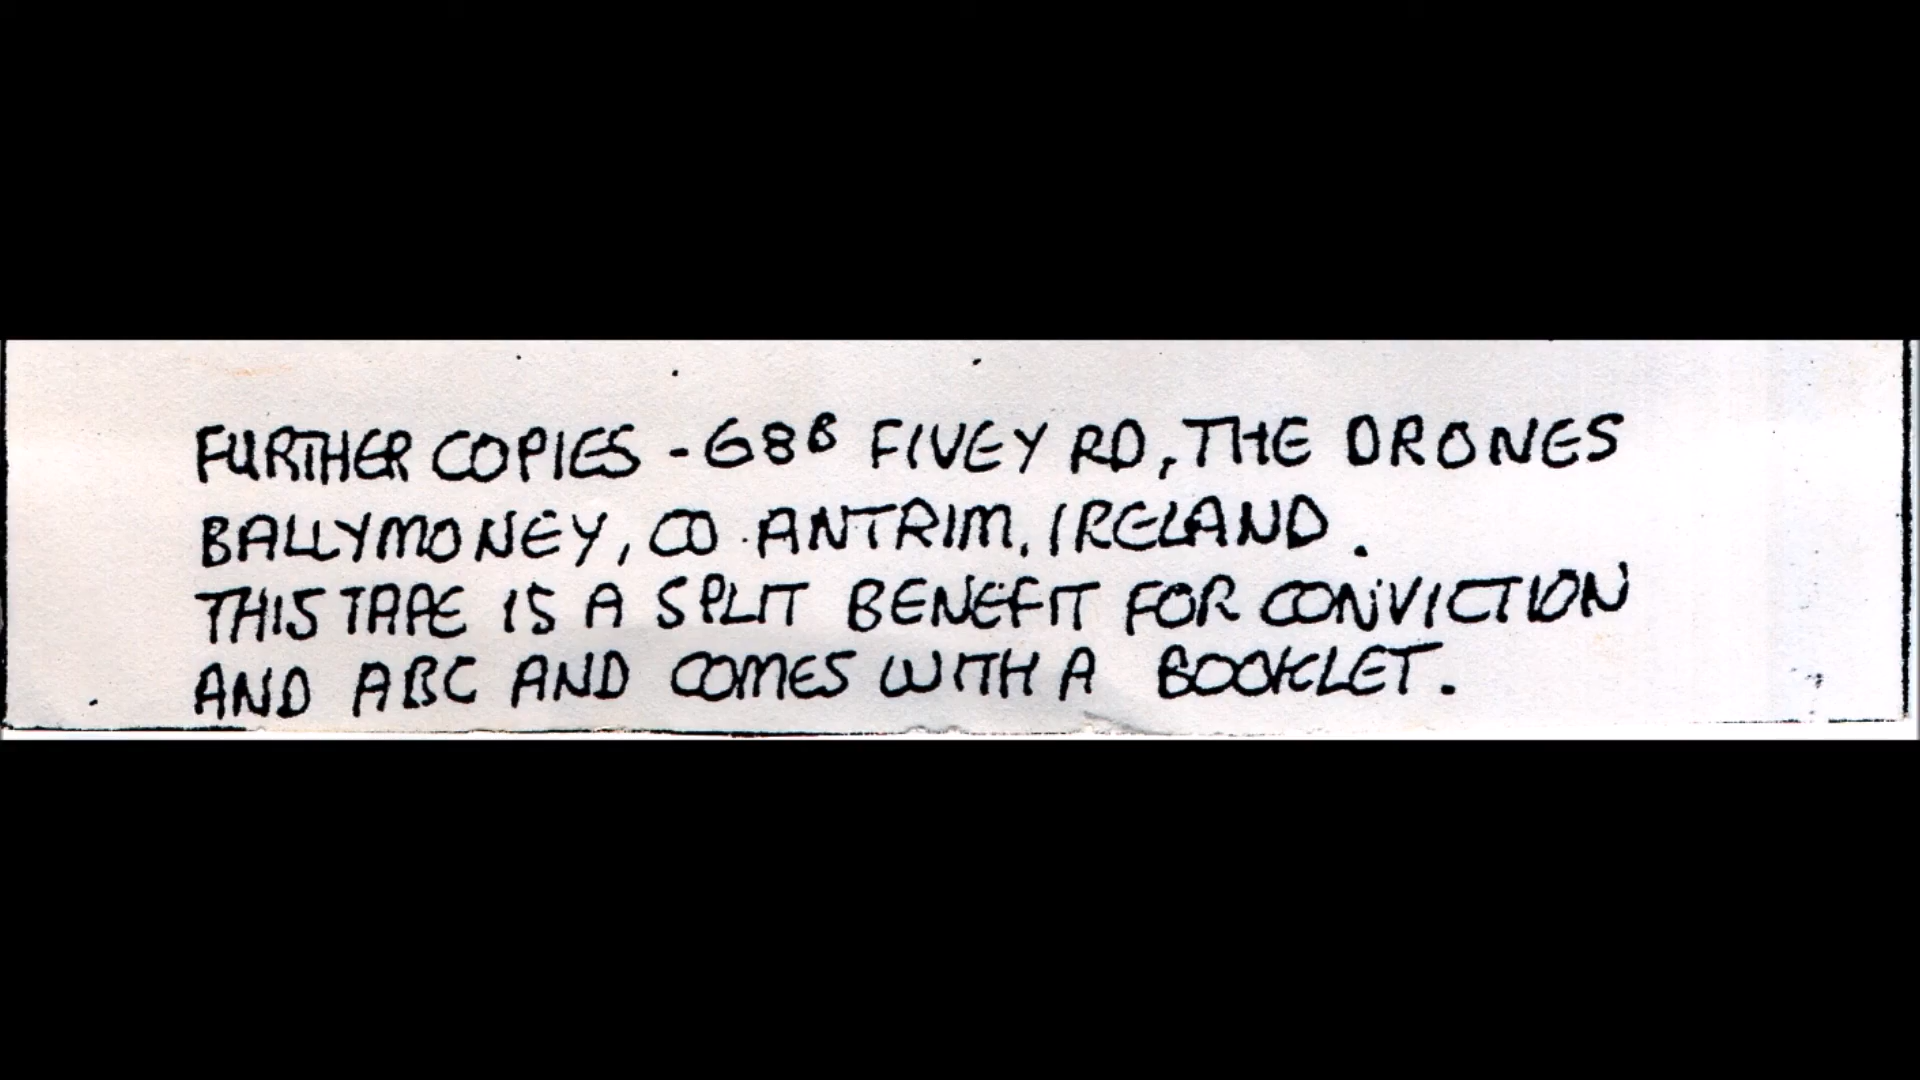 FURTHER COPIES - 68B FIVEY RD, THE DRONES
BALLYMONEY, CO. ANTRIM, IRELAND.
THIS TAPE IS A SPLIT BENEFIT FOR CONVICTION
AND ABC AND COMES WITH A BOOKLET.